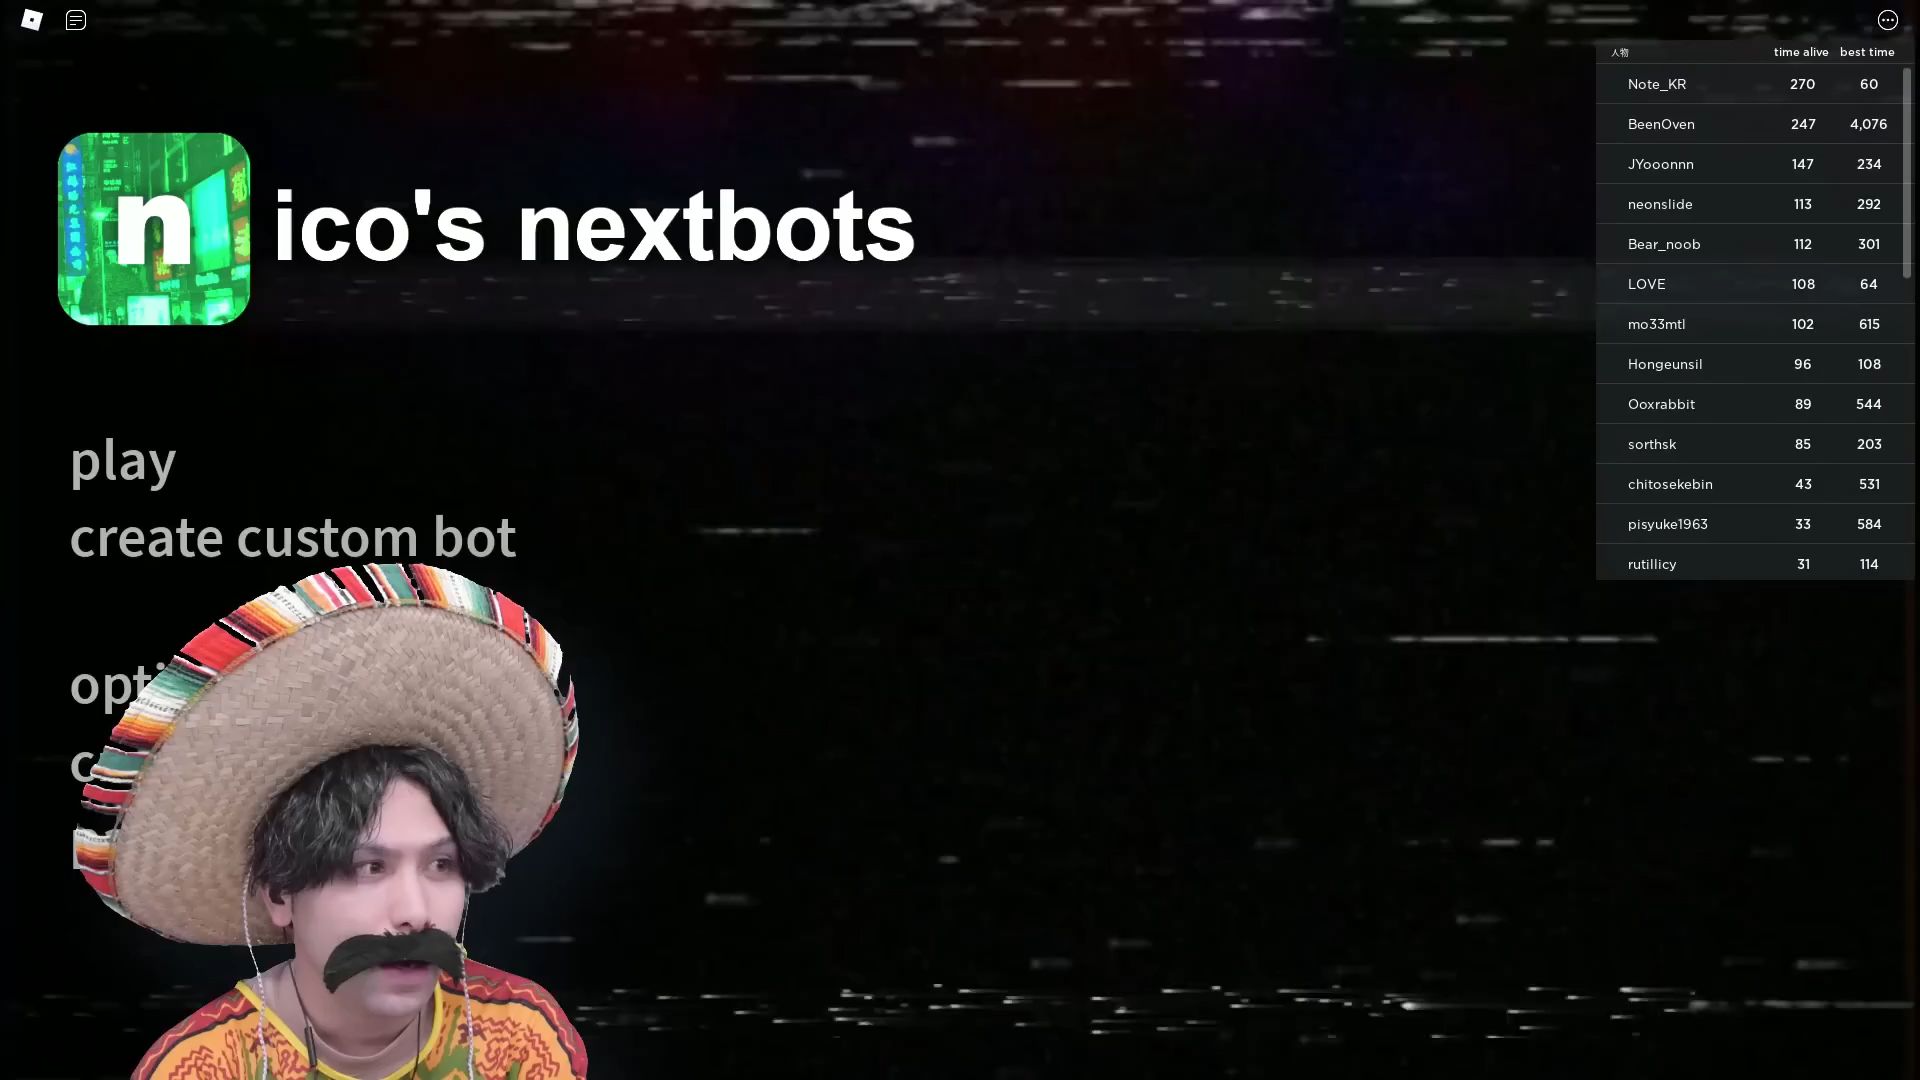 n ico's nextbots
play
create custom bot
人物 time alive best time
Note_KR 270 60
BeenOven 247 4,076
JYooonnn 147 234
neonslide 113 292
Bear_noob 112 301
LOVE 108 64
mo33mtl 102 615
Hongeunsil 96 108
Ooxrabbit 89 544
sorthsk 85 203
chitosekebin 43 531
pisyuke1963 33 584
rutillicy 31 114